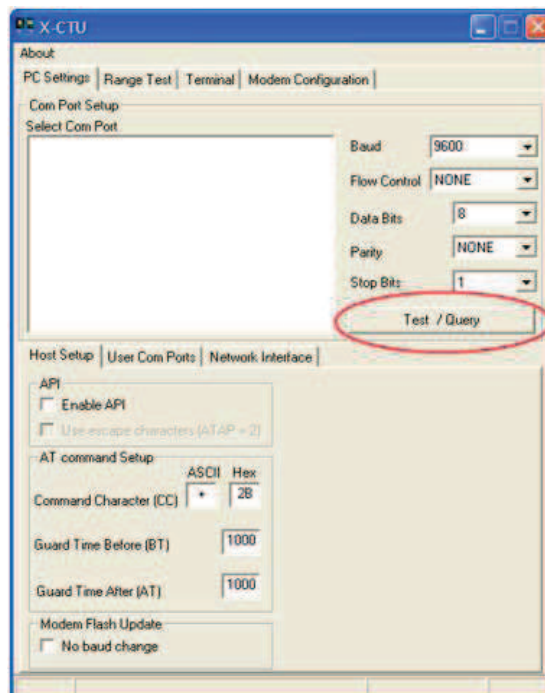 X-CTU
About
PC Settings Range Test Terminal Modem Configuration
Com Port Setup
Select Com Port
Baud 9600
Flow Control NONE
Data Bits 8
Parity NONE
Stop Bits 1
Test / Query
Host Setup User Com Ports Network Interface
API
Enable API
Use escape characters (ATAP = 2)
AT command Setup
ASCII Hex
Command Character (CC) + 2B
Guard Time Before (BT) 1000
Guard Time After (AT) 1000
Modem Flash Update
No baud change